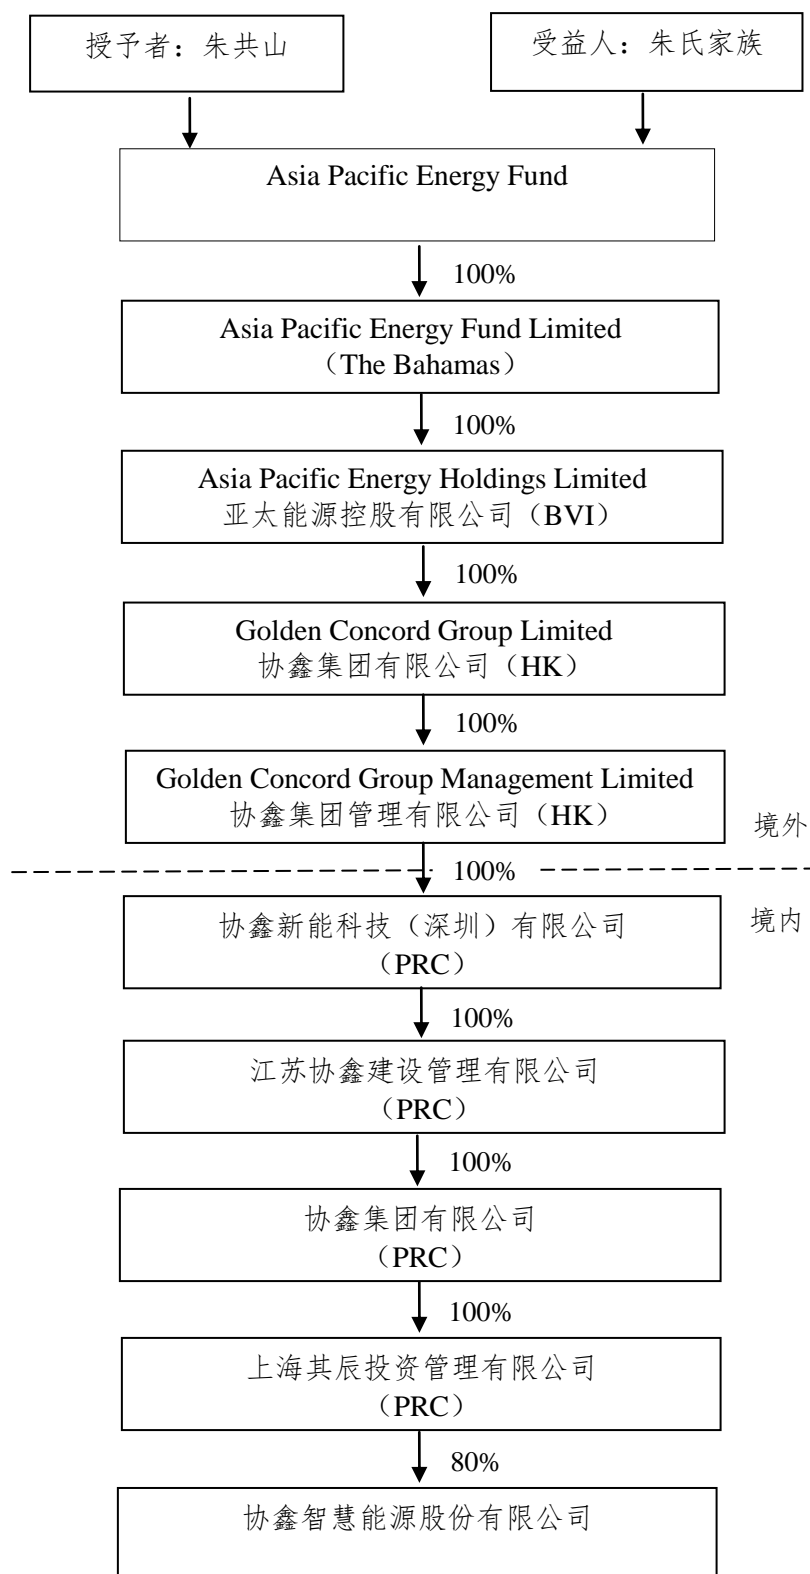 授予者：朱共山
受益人：朱氏家族
Asia Pacific Energy Fund
100%
Asia Pacific Energy Fund Limited
（The Bahamas）
100%
Asia Pacific Energy Holdings Limited
亚太能源控股有限公司（BVI）
100%
Golden Concord Group Limited
协鑫集团有限公司（HK）
100%
Golden Concord Group Management Limited
协鑫集团管理有限公司（HK）
境外
100%
协鑫新能科技（深圳）有限公司
（PRC）
境内
100%
江苏协鑫建设管理有限公司
（PRC）
100%
协鑫集团有限公司
（PRC）
100%
上海其辰投资管理有限公司
（PRC）
80%
协鑫智慧能源股份有限公司